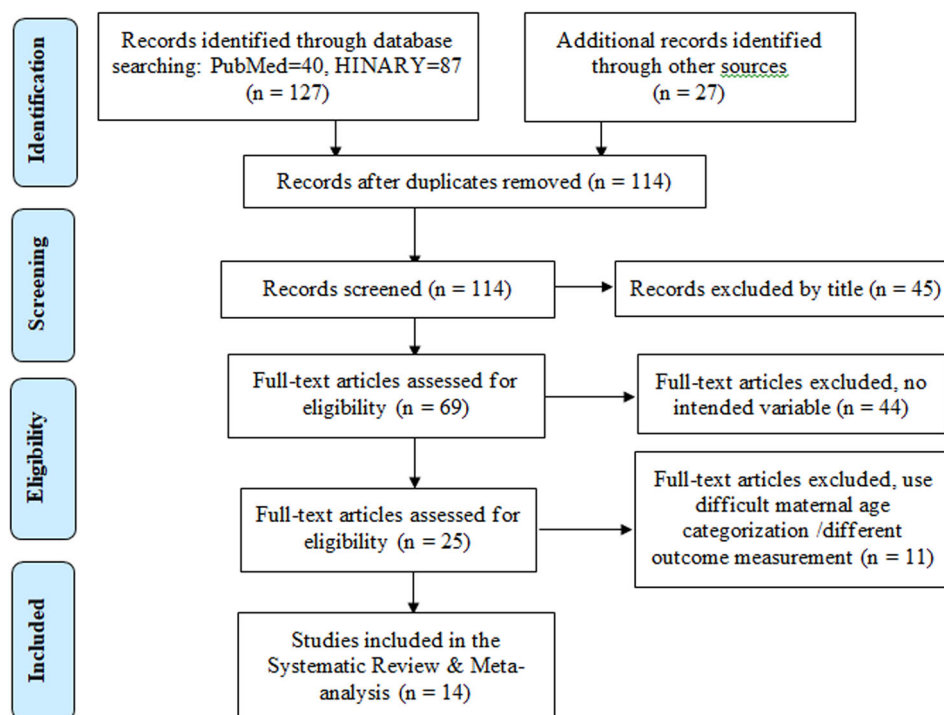 Identification
Records identified through database
searching: PubMed=40, HINARY=87
(n = 127)
Additional records identified
through other sources
(n = 27)
Records after duplicates removed (n = 114)
Screening
Records screened (n = 114)
Records excluded by title (n = 45)
Eligibility
Full-text articles assessed for
eligibility (n = 69)
Full-text articles excluded, no
intended variable (n = 44)
Full-text articles assessed for
eligibility (n = 25)
Full-text articles excluded, use
difficult maternal age
categorization /different
outcome measurement (n = 11)
Included
Studies included in the
Systematic Review & Meta-
analysis (n = 14)